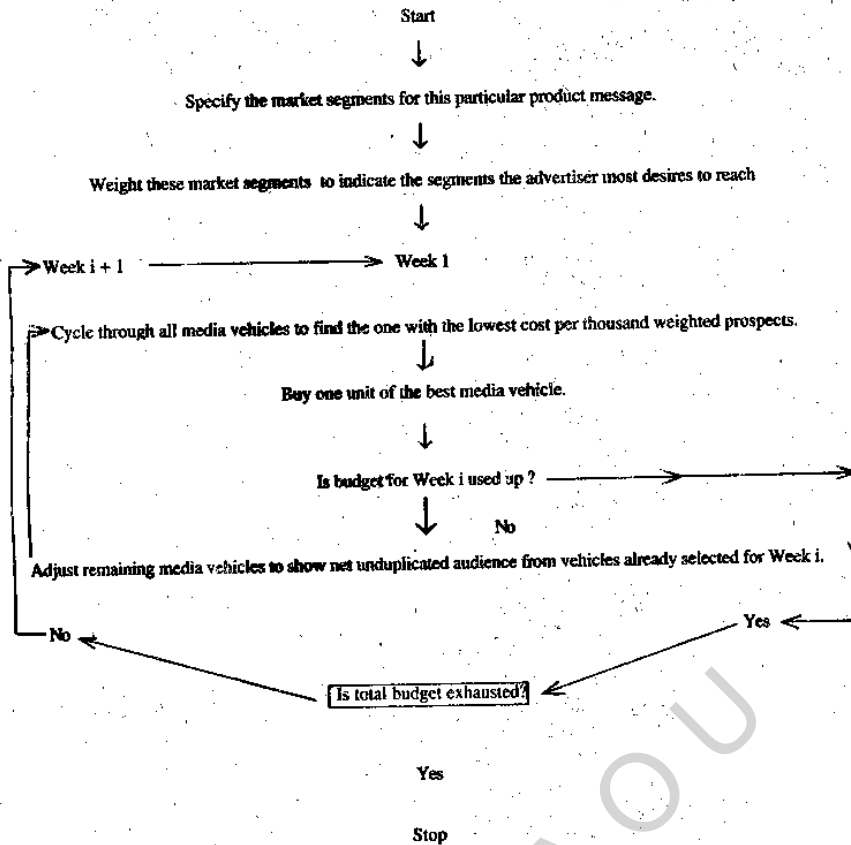 Start
Specify the market segments for this particular product message.
Weight these market segments to indicate the segments the advertiser most desires to reach
Week i + 1
Week 1
Cycle through all media vehicles to find the one with the lowest cost per thousand weighted prospects.
Buy one unit of the best media vehicle.
Is budget for Week i used up ?
No
Adjust remaining media vehicles to show net unduplicated audience from vehicles already selected for Week i.
Yes
No
Is total budget exhausted?
Yes
Stop
AOU